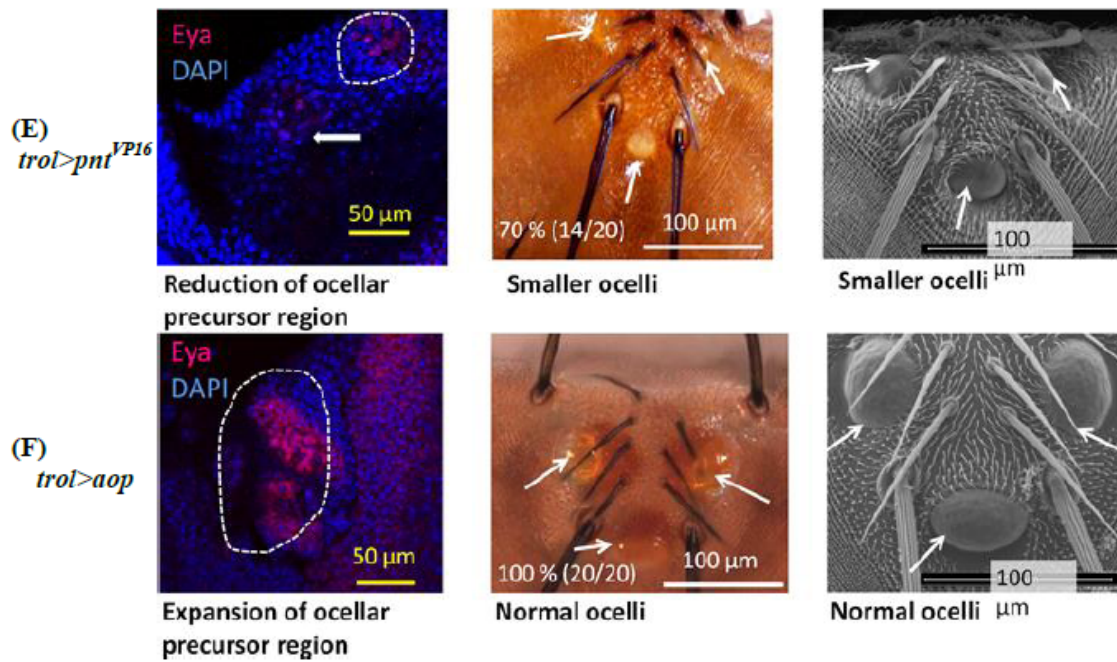 (E)
trol>pnt^VP16
Eya
DAPI
50 µm
70 % (14/20)
100 µm
100
µm
Reduction of ocellar
precursor region
Smaller ocelli
Smaller ocelli
(F)
trol>aop
Eya
DAPI
50 µm
100 % (20/20)
100 µm
100
µm
Expansion of ocellar
precursor region
Normal ocelli
Normal ocelli